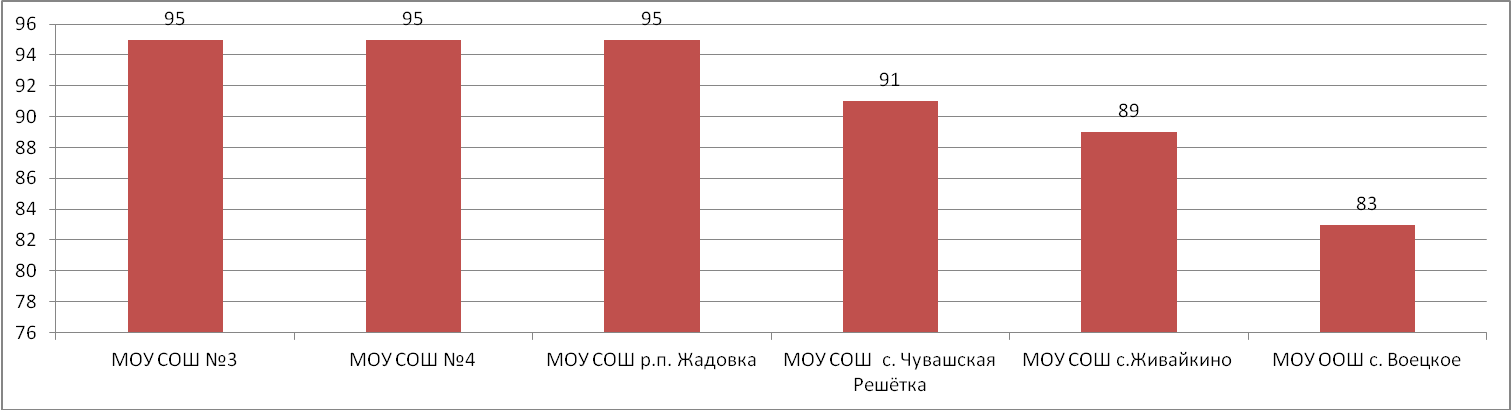 96
94
92
90
88
86
84
82
80
78
76
95
95
95
91
89
83
МОУ СОШ №3
МОУ СОШ №4
МОУ СОШ р.п. Жадовка
МОУ СОШ с. Чувашская
Решётка
МОУ СОШ с.Живайкино
МОУ ООШ с. Воецкое